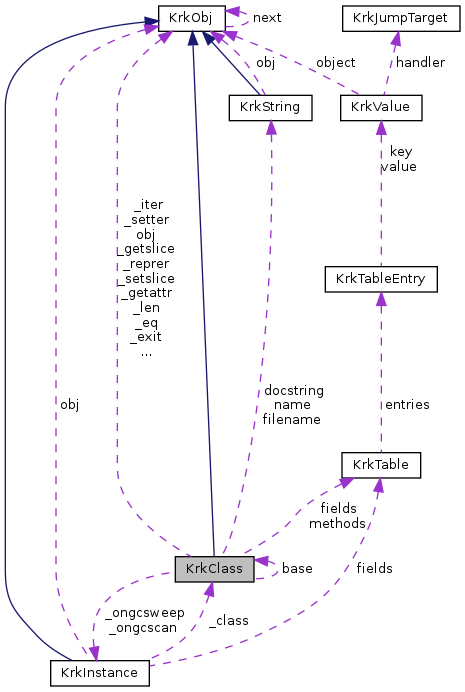 KrkObj
next
KrkJumpTarget
obj
object
handler
KrkString
KrkValue
key
value
_iter
_setter
obj
_getslice
_reprer
_setslice
_getattr
_len
_eq
_exit
...
KrkTableEntry
obj
docstring
name
filename
entries
KrkTable
fields
methods
KrkClass
base
fields
_ongcsweep
_ongcscan
_class
KrkInstance